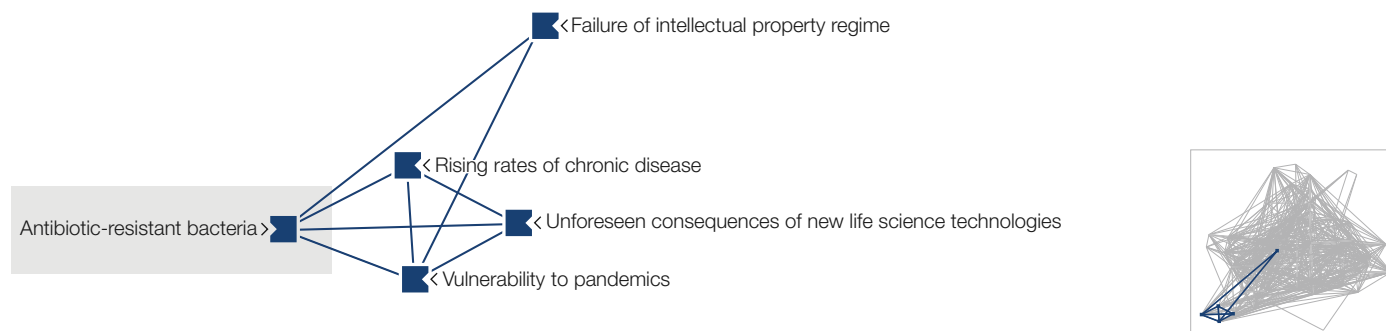 Failure of intellectual property regime
Rising rates of chronic disease
Antibiotic-resistant bacteria
Unforeseen consequences of new life science technologies
Vulnerability to pandemics